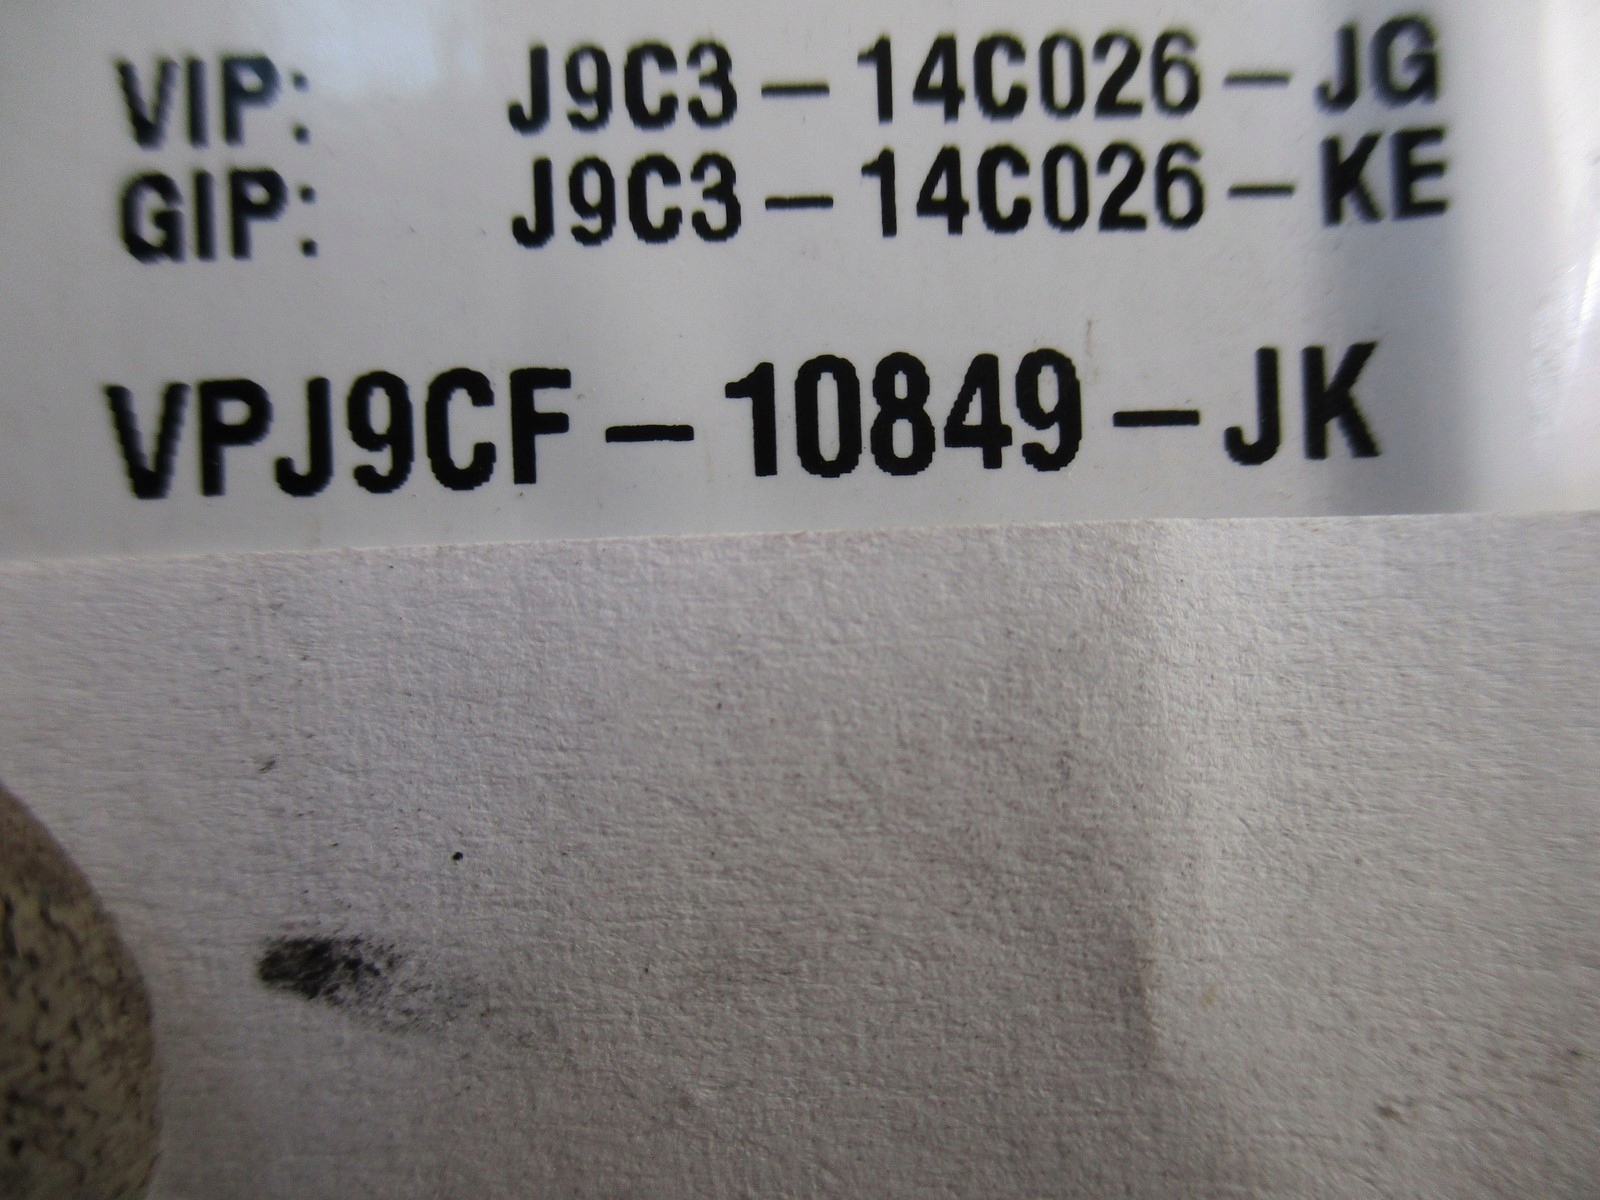 VIP: J9C3-14C026-JG
GIP: J9C3-14C026-KE
VPJ9CF-10849-JK